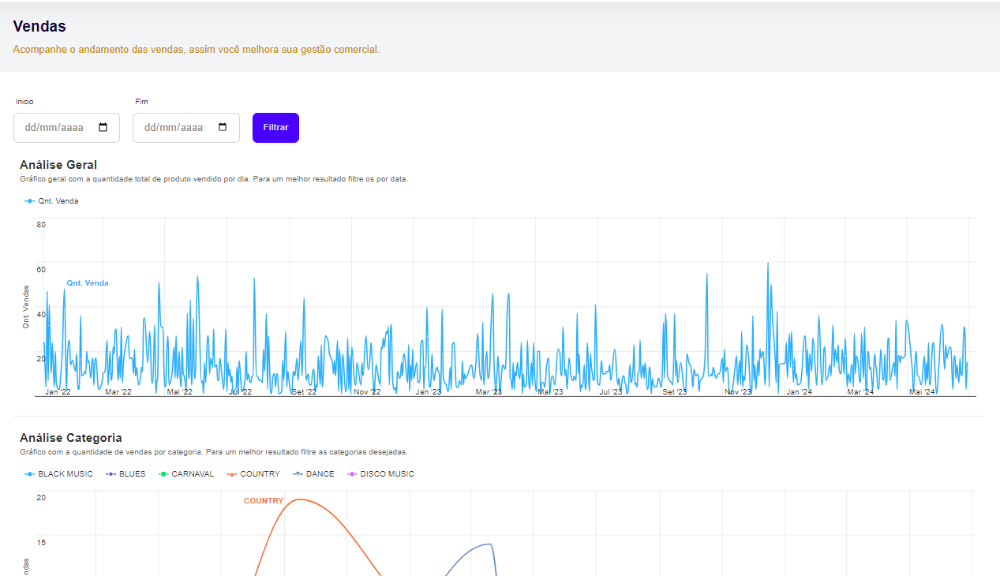 Vendas
Acompanhe o andamento das vendas, assim você melhora sua gestão comercial.
Inicio Fim
dd/mm/aaaa dd/mm/aaaa Filtrar
Análise Geral
Gráfico geral com a quantidade total de produto vendido por dia. Para um melhor resultado filtre os por data.
Qnt. Venda
80
60
Qnt. Venda
Qnt. Vendas
40
20
Jan '22 Mar '22 Mai '22 Jul '22 Set '22 Nov '22 Jan '23 Mar '23 Mai '23 Jul '23 Set '23 Nov '23 Jan '24 Mar '24 Mai '24
Análise Categoria
Gráfico com a quantidade de vendas por categoria. Para um melhor resultado filtre as categorias desejadas.
BLACK MUSIC BLUES CARNAVAL COUNTRY DANCE DISCO MUSIC
20
COUNTRY
15
ndas